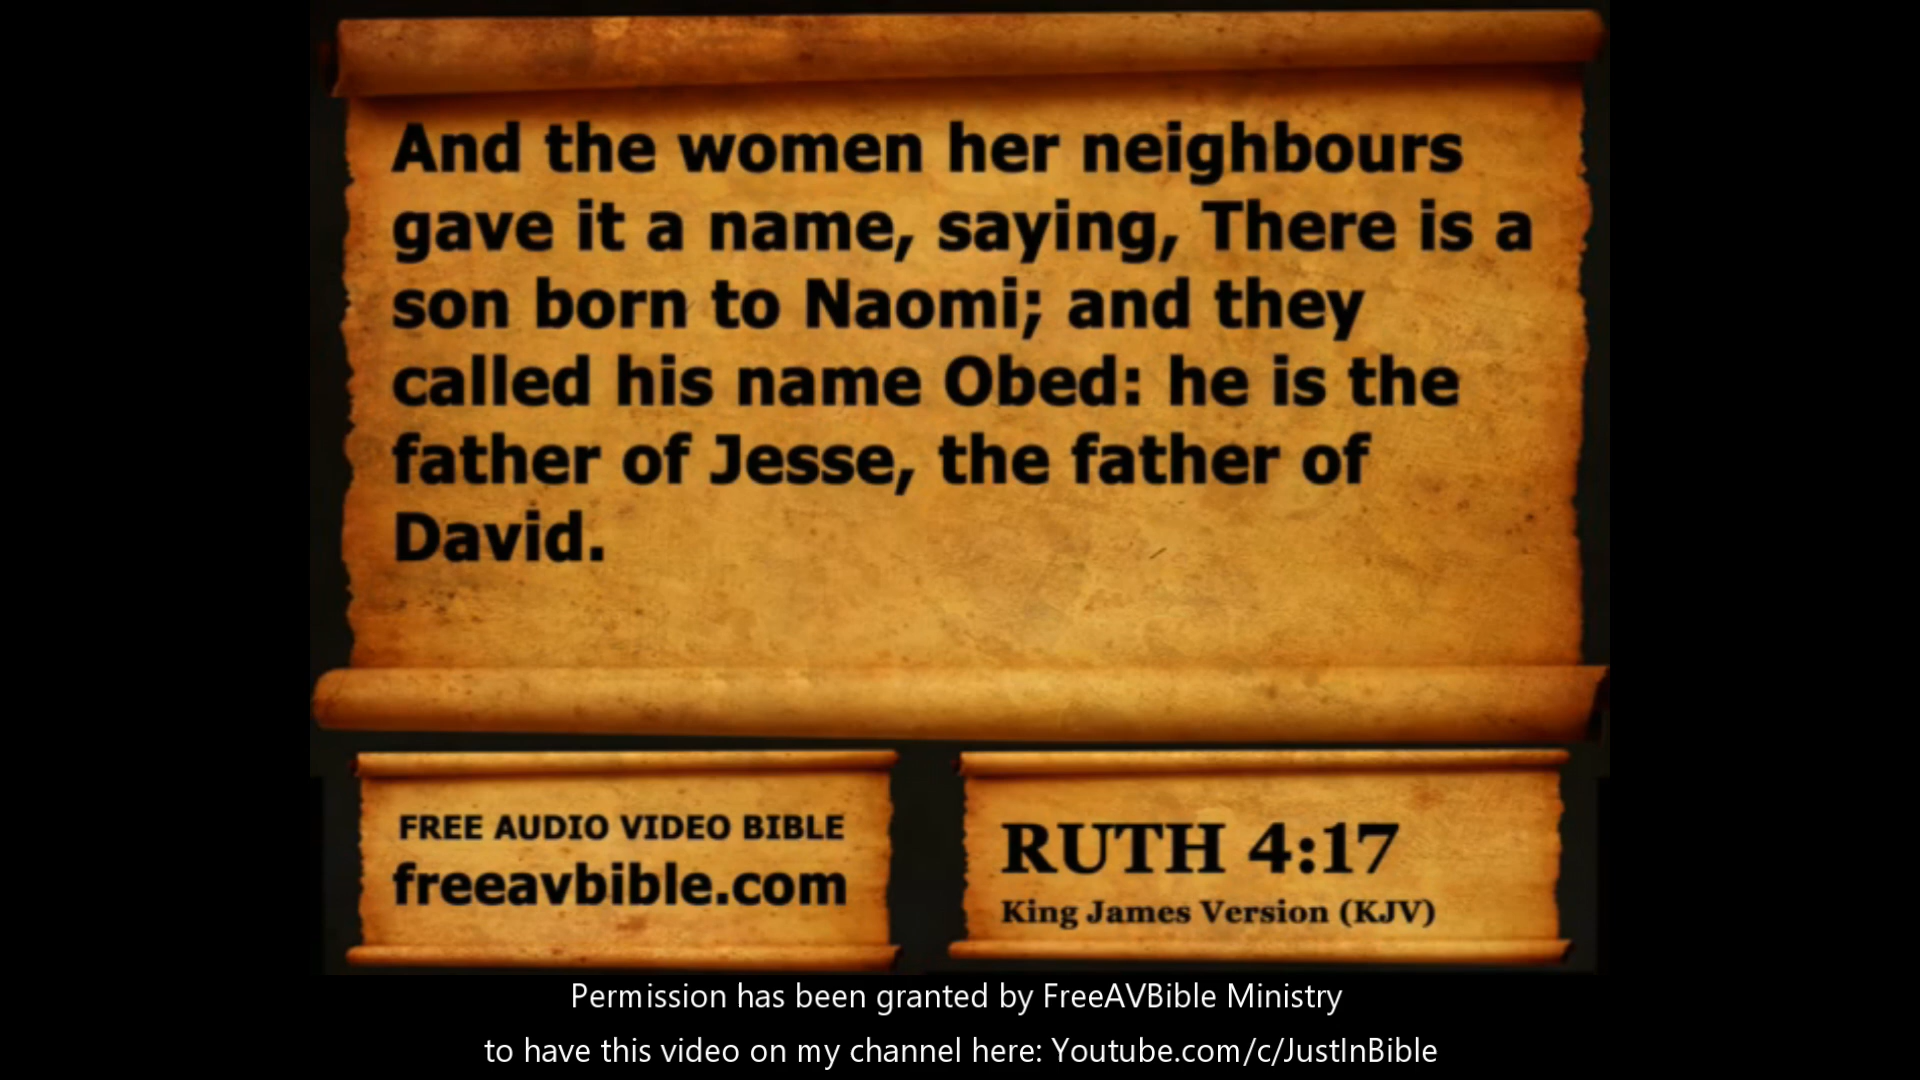 And the women her neighbours
gave it a name, saying, There is a
son born to Naomi; and they
called his name Obed: he is the
father of Jesse, the father of
David.
FREE AUDIO VIDEO BIBLE
freeavbible.com
RUTH 4:17
King James Version (KJV)
Permission has been granted by FreeAVBible Ministry
to have this video on my channel here: Youtube.com/c/JustInBible